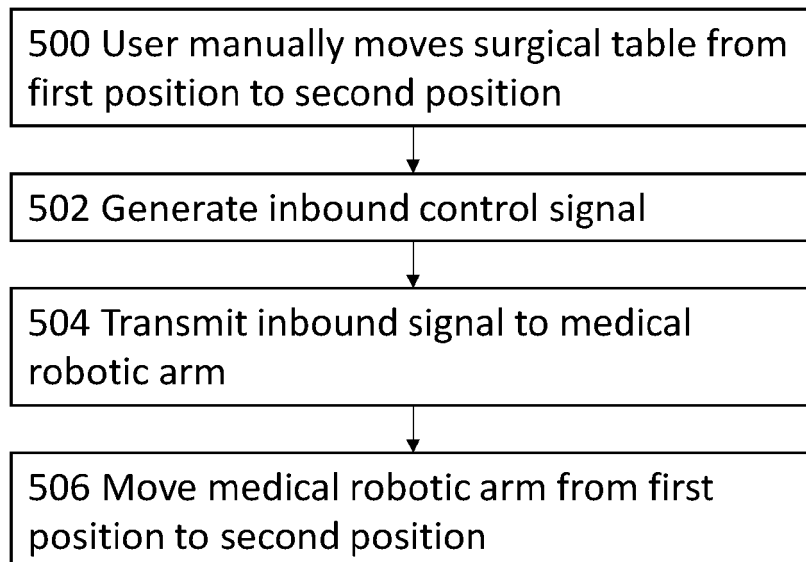 500 User manually moves surgical table from
first position to second position
502 Generate inbound control signal
504 Transmit inbound signal to medical
robotic arm
506 Move medical robotic arm from first
position to second position